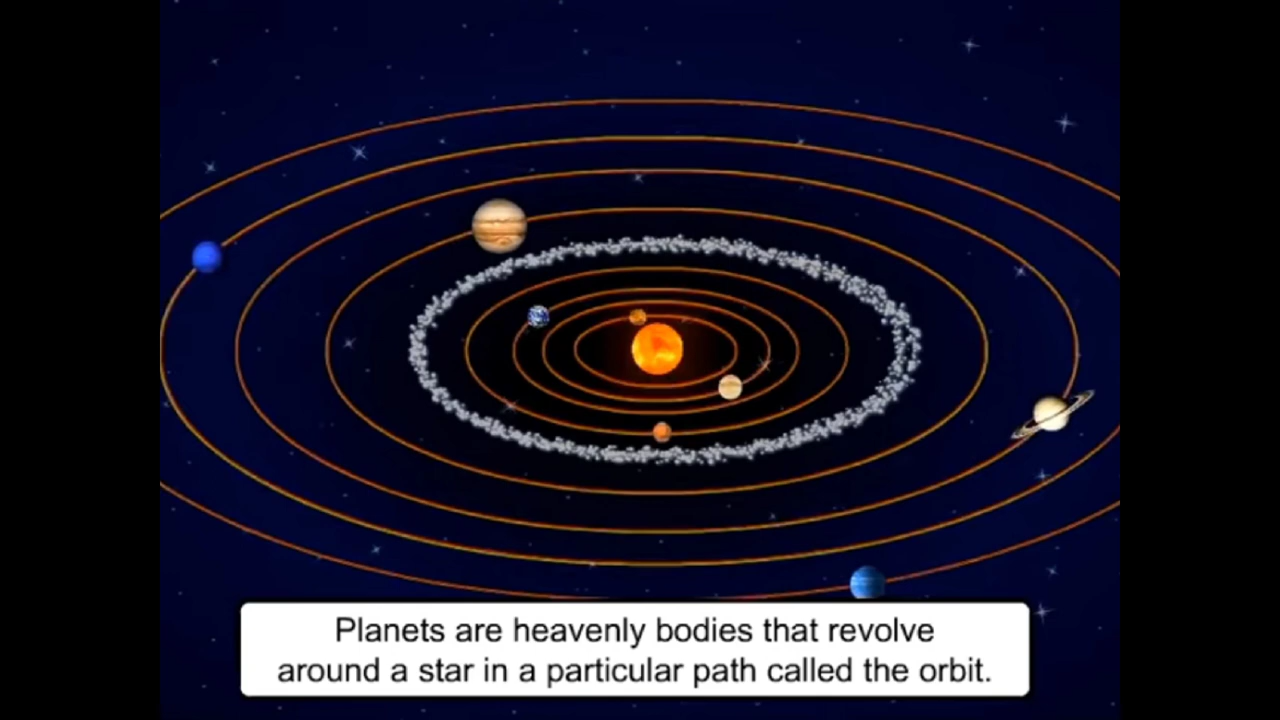 Planets are heavenly bodies that revolve
around a star in a particular path called the orbit.